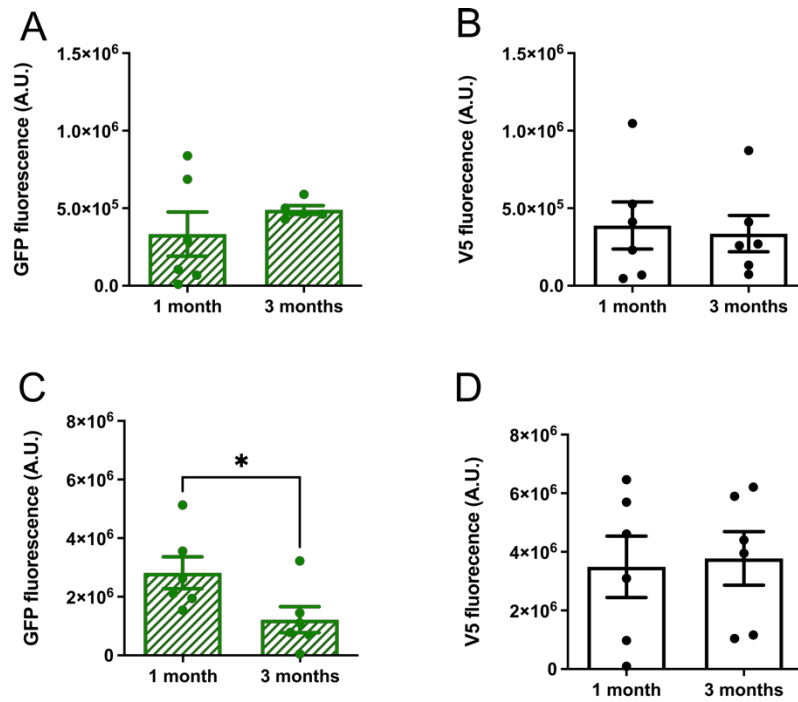 A
GFP fluorescence (A.U.)
1.5×10⁶
1.0×10⁶
5.0×10⁵
0.0
1 month 3 months
B
V5 fluorecence (A.U.)
1.5×10⁶
1.0×10⁶
5.0×10⁵
0.0
1 month 3 months
C
GFP fluorescence (A.U.)
8×10⁶
6×10⁶
4×10⁶
2×10⁶
0
*
1 month 3 months
D
V5 fluorecence (A.U.)
8×10⁶
6×10⁶
4×10⁶
2×10⁶
0
1 month 3 months